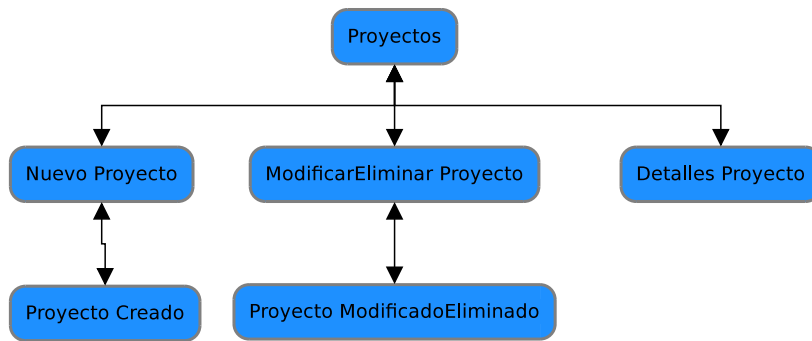 Proyectos
Nuevo Proyecto
ModificarEliminar Proyecto
Detalles Proyecto
Proyecto Creado
Proyecto ModificadoEliminado